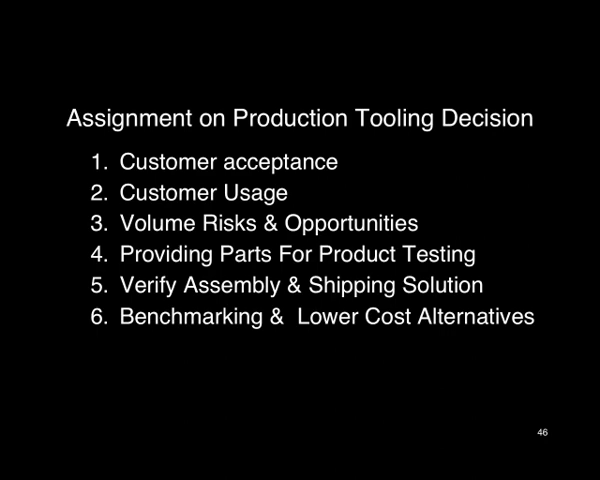 Assignment on Production Tooling Decision
1. Customer acceptance
2. Customer Usage
3. Volume Risks & Opportunities
4. Providing Parts For Product Testing
5. Verify Assembly & Shipping Solution
6. Benchmarking &  Lower Cost Alternatives
46